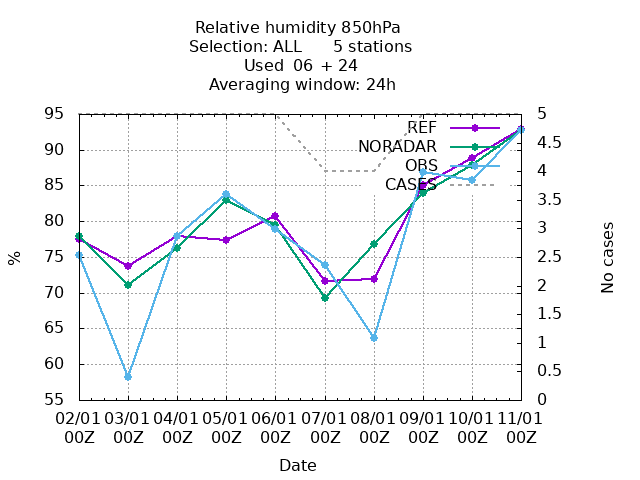 Relative humidity 850hPa
Selection: ALL 5 stations
Used 06 + 24
Averaging window: 24h
95
90
85
80
75
70
65
60
55
%
5
4.5
4
3.5
3
2.5
2
1.5
1
0.5
0
No cases
REF
NORADAR
OBS
CASES
02/01 03/01 04/01 05/01 06/01 07/01 08/01 09/01 10/01 11/01
00Z 00Z 00Z 00Z 00Z 00Z 00Z 00Z 00Z 00Z
Date